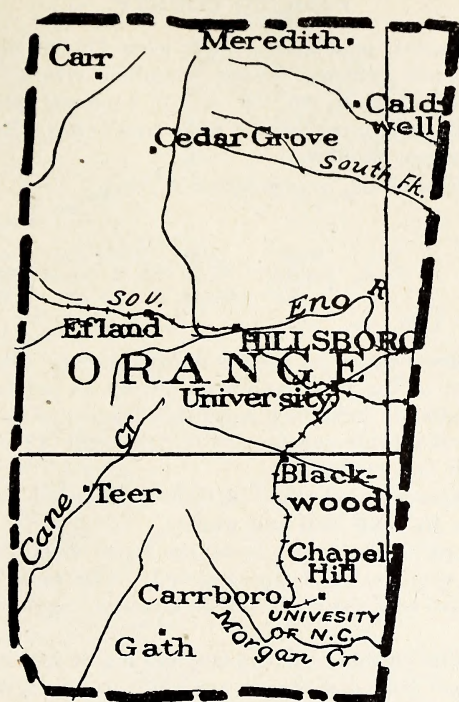 Meredith
Carr
Cald-
well
Cedar Grove
South Fk.
Sou.
Eno R
Efland
HILLSBORO
ORANGE
University
Cane Cr
Black-
wood
Teer
Chapel
Hill
Carrboro
UNIVESITY
OF N.C.
Morgan Cr
Gath